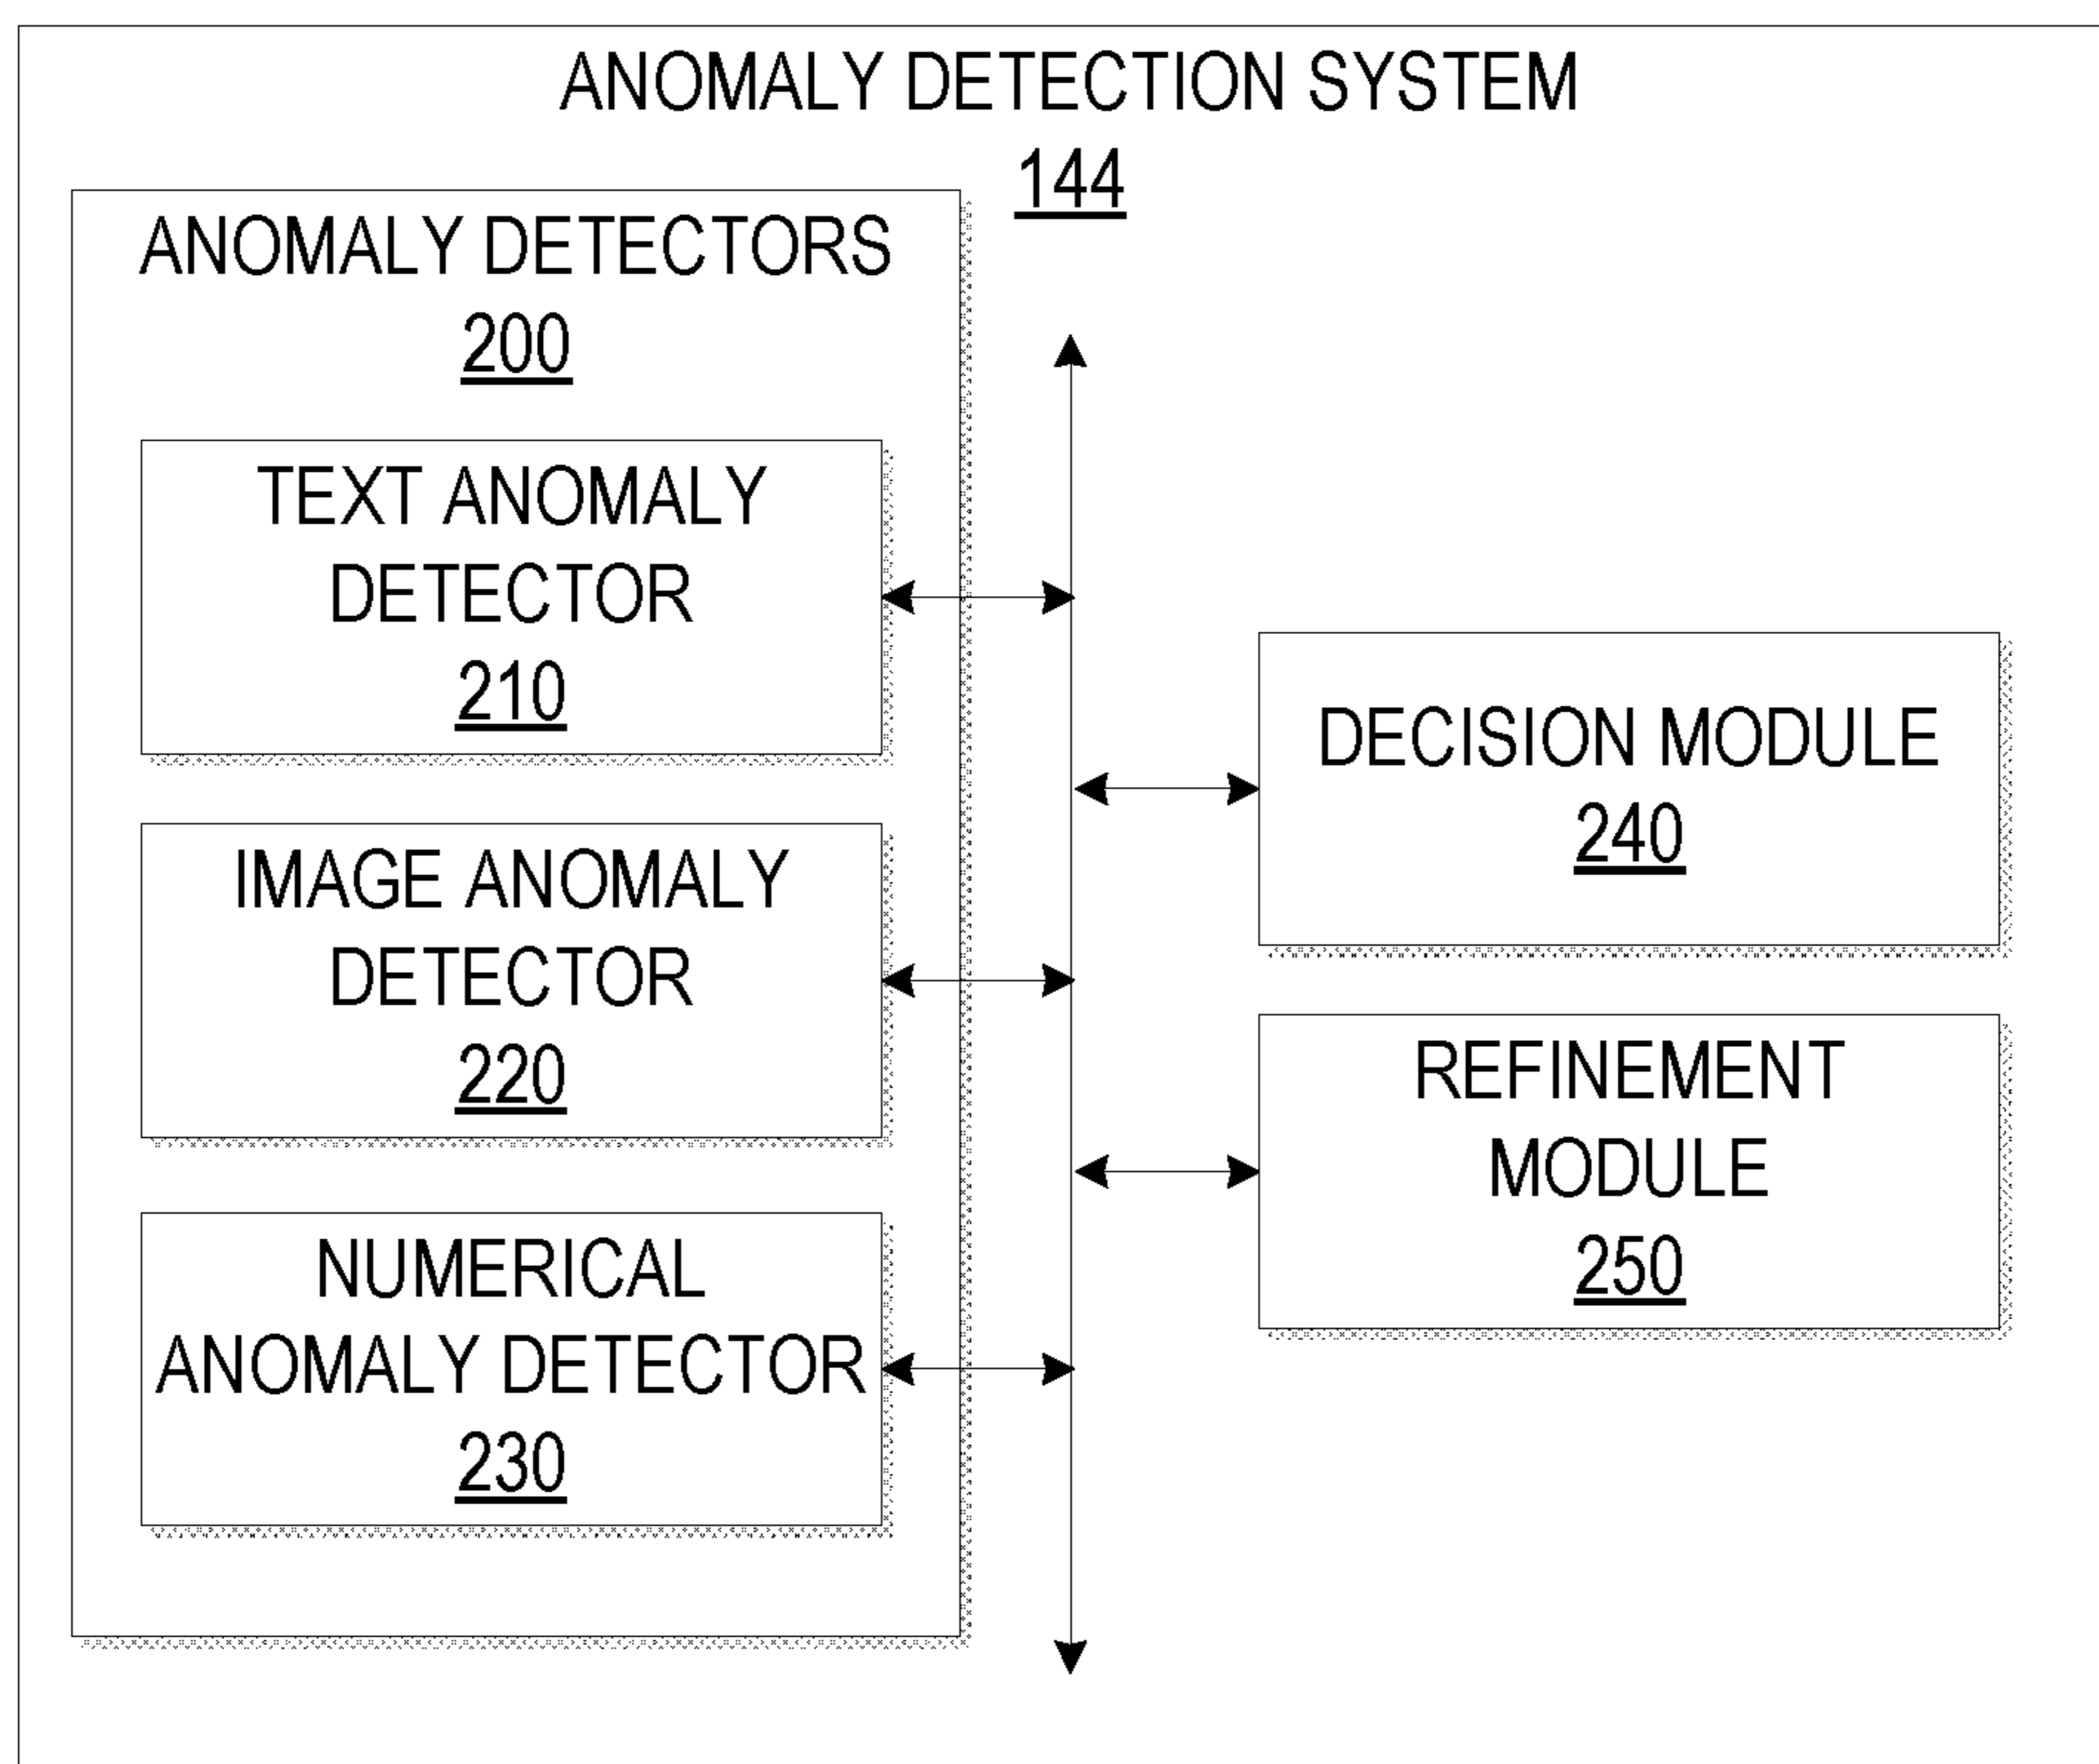 ANOMALY DETECTION SYSTEM
144
ANOMALY DETECTORS
200
TEXT ANOMALY
DETECTOR
210
IMAGE ANOMALY
DETECTOR
220
NUMERICAL
ANOMALY DETECTOR
230
DECISION MODULE
240
REFINEMENT
MODULE
250